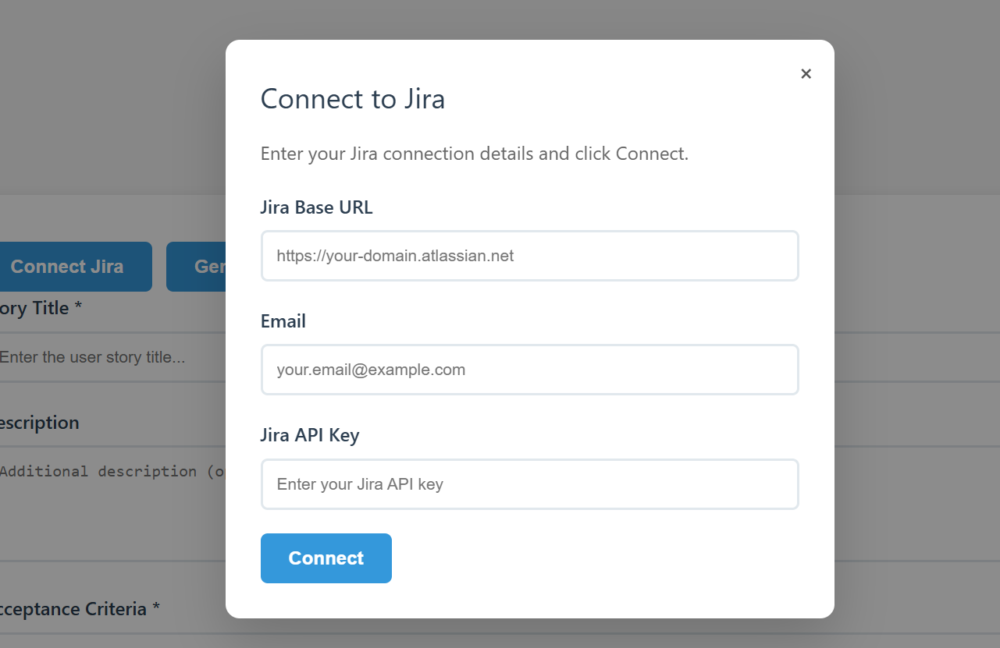 ×
Connect to Jira
Enter your Jira connection details and click Connect.
Jira Base URL
https://your-domain.atlassian.net
Connect Jira
Ger
ory Title *
Email
Enter the user story title...
your.email@example.com
escription
Jira API Key
Additional description (o
Enter your Jira API key
Connect
cceptance Criteria *